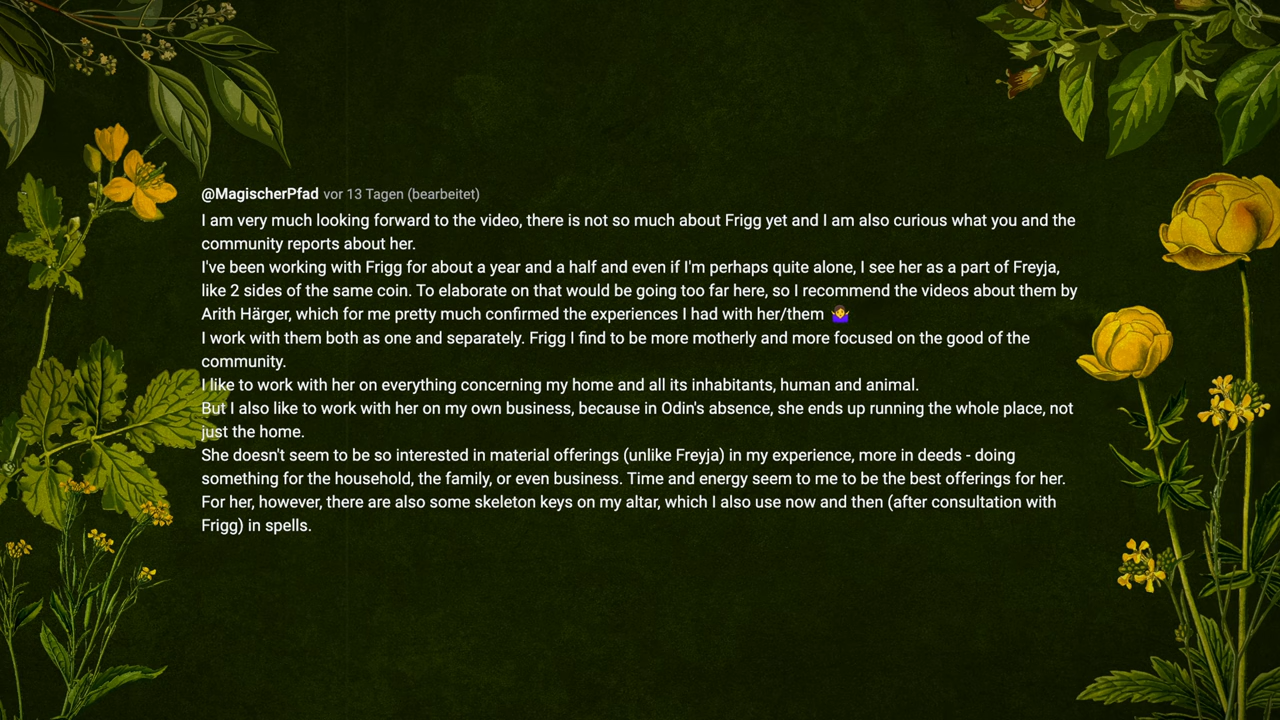 @MagischerPfad vor 13 Tagen (bearbeitet)
I am very much looking forward to the video, there is not so much about Frigg yet and I am also curious what you and the
community reports about her.
I've been working with Frigg for about a year and a half and even if I'm perhaps quite alone, I see her as a part of Freyja,
like 2 sides of the same coin. To elaborate on that would be going too far here, so I recommend the videos about them by
Arith Härger, which for me pretty much confirmed the experiences I had with her/them 🤷‍♀️
I work with them both as one and separately. Frigg I find to be more motherly and more focused on the good of the
community.
I like to work with her on everything concerning my home and all its inhabitants, human and animal.
But I also like to work with her on my own business, because in Odin's absence, she ends up running the whole place, not
just the home.
She doesn't seem to be so interested in material offerings (unlike Freyja) in my experience, more in deeds - doing
something for the household, the family, or even business. Time and energy seem to me to be the best offerings for her.
For her, however, there are also some skeleton keys on my altar, which I also use now and then (after consultation with
Frigg) in spells.